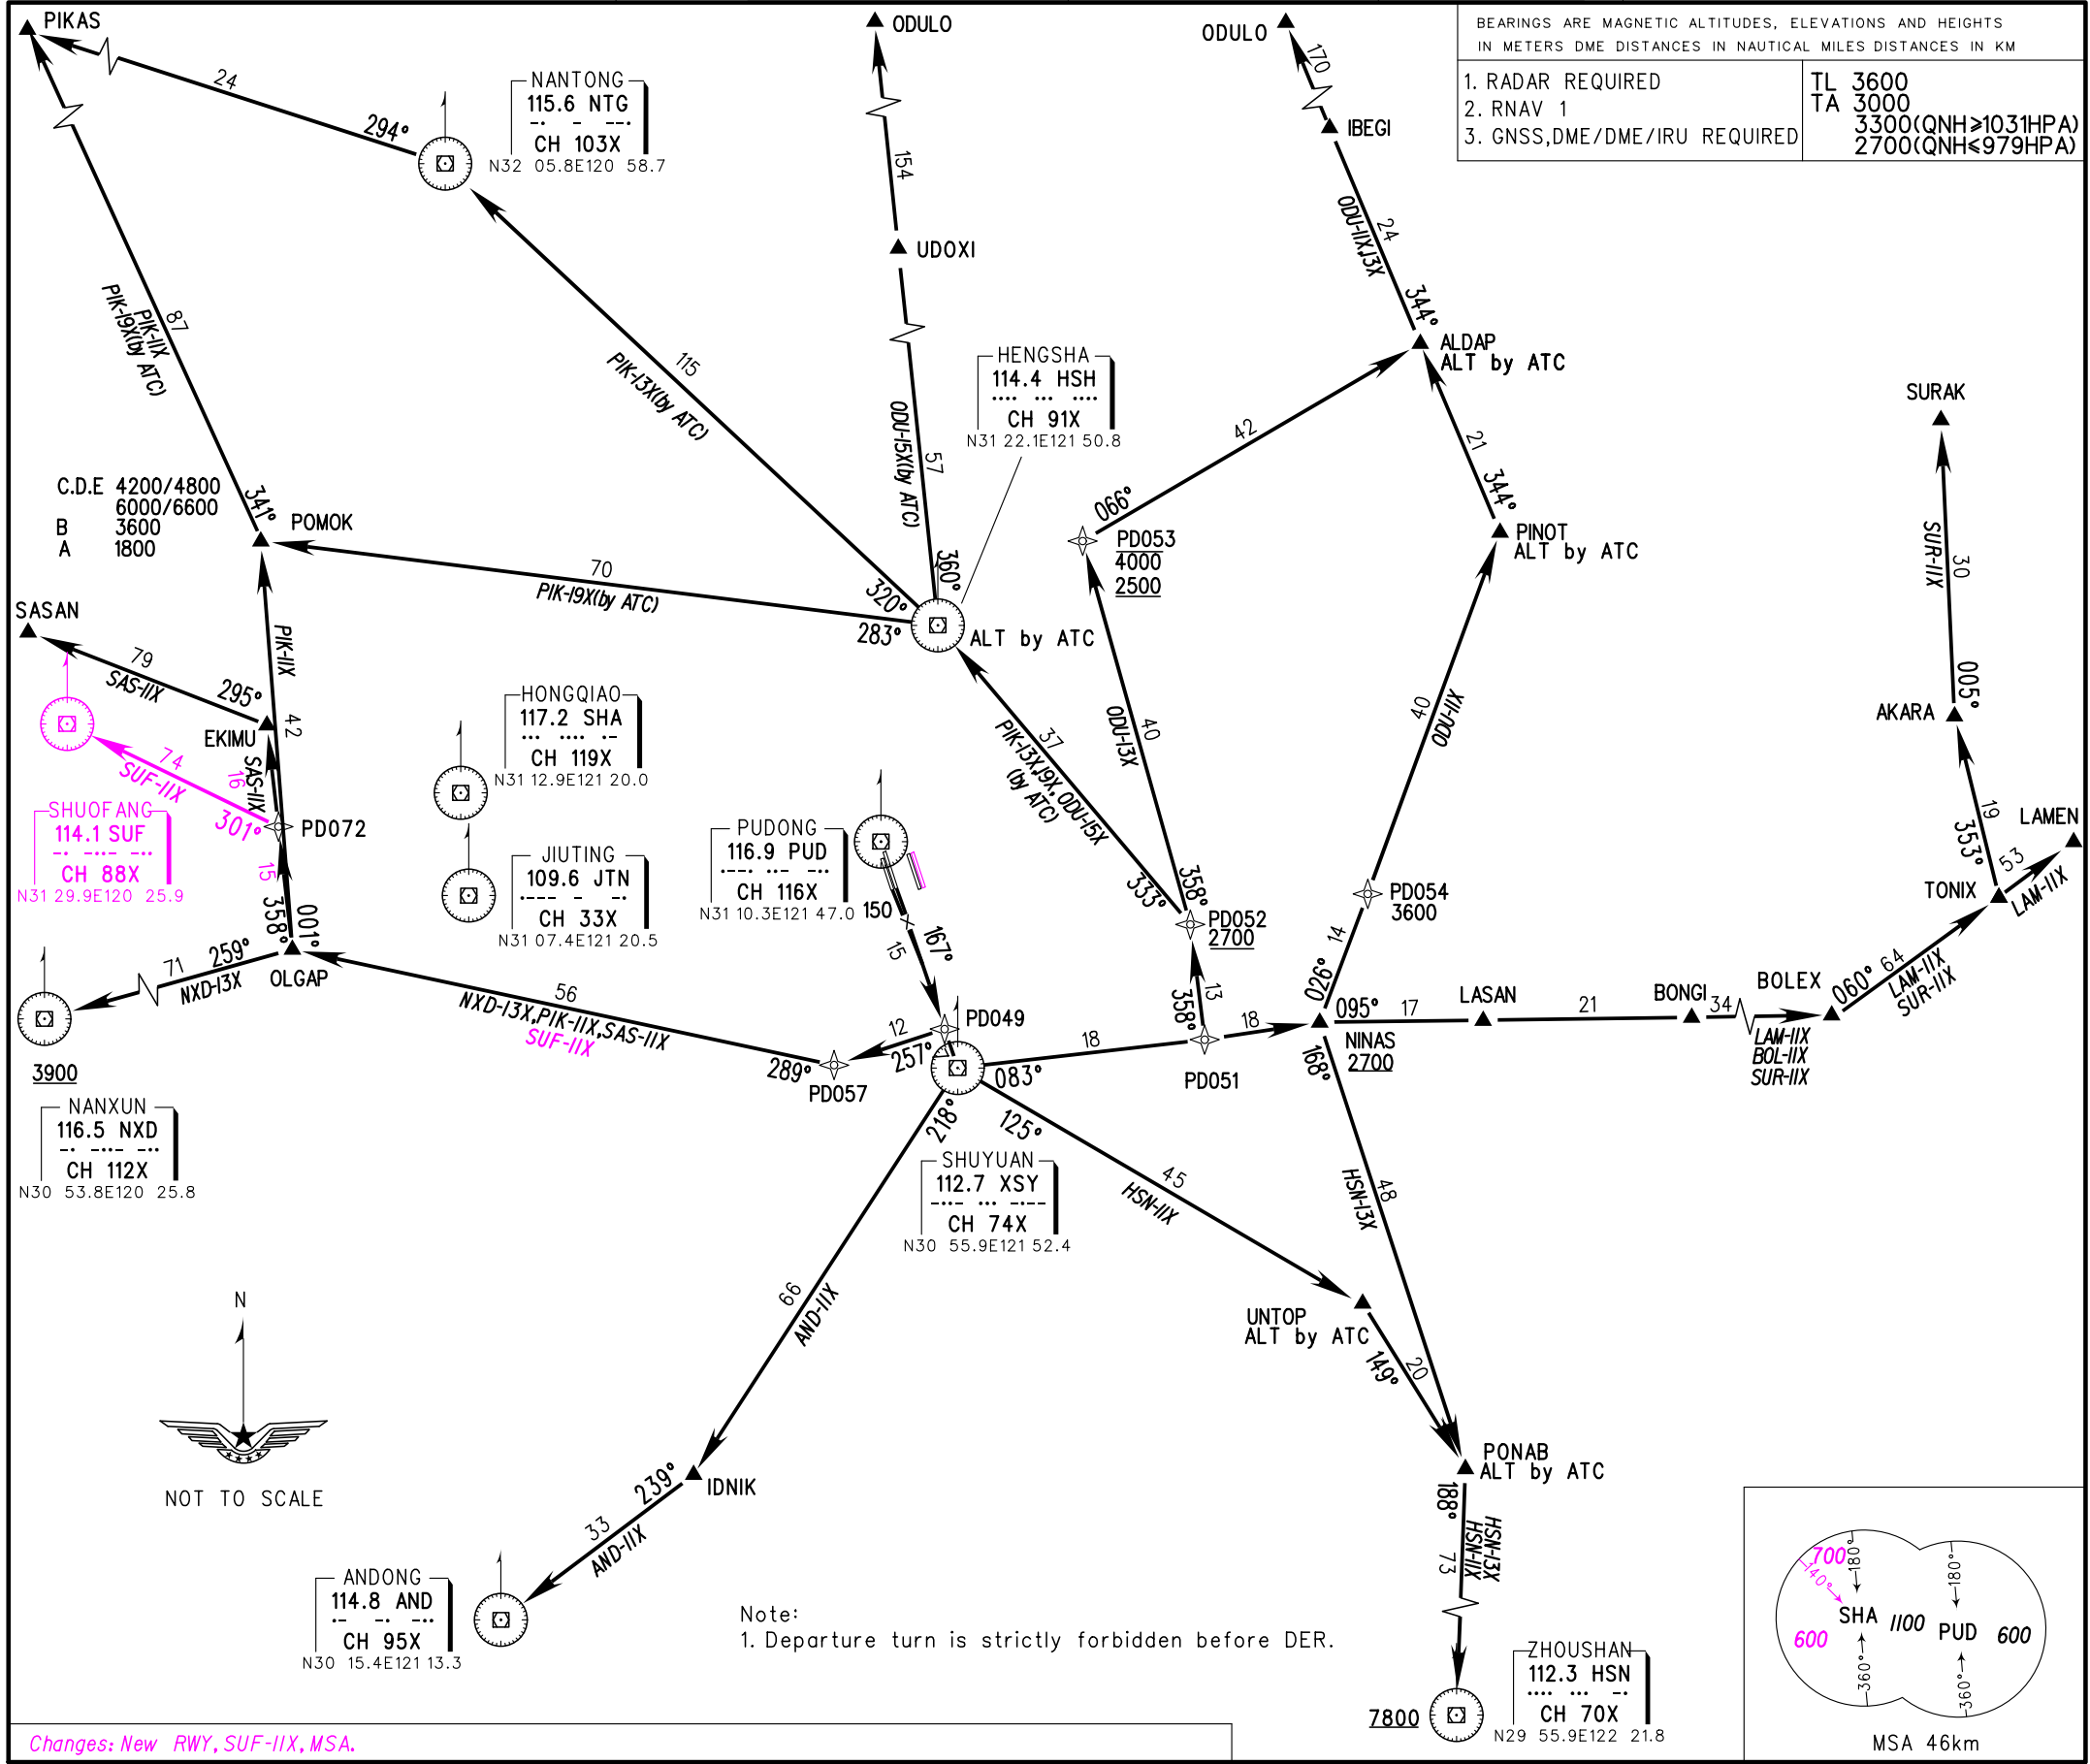 BEARINGS ARE MAGNETIC ALTITUDES, ELEVATIONS AND HEIGHTS
IN METERS DME DISTANCES IN NAUTICAL MILES DISTANCES IN KM
1. RADAR REQUIRED
2. RNAV 1
3. GNSS,DME/DME/IRU REQUIRED
TL 3600
TA 3000
3300(QNH≥1031HPA)
2700(QNH≤979HPA)
PIKAS
24
294°
NANTONG
115.6 NTG
CH 103X
N32 05.8E120 58.7
ODULO
154
UDOXI
57
ODU-15X(by ATC)
360°
ODULO
170
IBEGI
24
ODU-11X,13X
344°
ALDAP
ALT by ATC
21
344°
PINOT
ALT by ATC
42
066°
PD053
4000
2500
SURAK
30
SUR-11X
005°
AKARA
19
353°
LAMEN
53
LAM-11X
TONIX
87
PIK-11X
PIK-19X(by ATC)
341°
POMOK
C.D.E 4200/4800
6000/6600
B 3600
A 1800
115
PIK-13X(by ATC)
320°
70
PIK-19X(by ATC)
283°
HENGSHA
114.4 HSH
CH 91X
N31 22.1E121 50.8
ALT by ATC
SASAN
79
SAS-11X
295°
EKIMU
PIK-11X
42
16
SAS-11X
74
SUF-11X
301°
PD072
SHUOFANG
114.1 SUF
CH 88X
N31 29.9E120 25.9
15
358°
001°
OLGAP
HONGQIAO
117.2 SHA
CH 119X
N31 12.9E121 20.0
JIUTING
109.6 JTN
CH 33X
N31 07.4E121 20.5
PUDONG
116.9 PUD
CH 116X
N31 10.3E121 47.0
150
15
167°
37
PIK-13X,19X,ODU-15X
(by ATC)
333°
40
ODU-13X
358°
PD052
2700
13
358°
PD051
40
ODU-11X
PD054
3600
14
026°
095°
NINAS
2700
17
LASAN
21
BONGI
34
BOLEX
LAM-11X
BOL-11X
SUR-11X
060°
64
LAM-11X
SUR-11X
259°
71
NXD-13X
3900
NANXUN
116.5 NXD
CH 112X
N30 53.8E120 25.8
56
NXD-13X,PIK-11X,SAS-11X
SUF-11X
289°
PD057
12
257°
PD049
7
18
083°
18
SHUYUAN
112.7 XSY
CH 74X
N30 55.9E121 52.4
218°
125°
45
HSN-11X
UNTOP
ALT by ATC
149°
20
168°
48
HSN-13X
PONAB
ALT by ATC
188°
HSN-13X
HSN-11X
73
7800
ZHOUSHAN
112.3 HSN
CH 70X
N29 55.9E122 21.8
66
AND-11X
IDNIK
239°
33
AND-11X
ANDONG
114.8 AND
CH 95X
N30 15.4E121 13.3
N
NOT TO SCALE
Note:
1. Departure turn is strictly forbidden before DER.
700
140°
180°
180°
SHA
1100
PUD
600
600
360°
360°
MSA 46km
Changes: New RWY, SUF-11X, MSA.